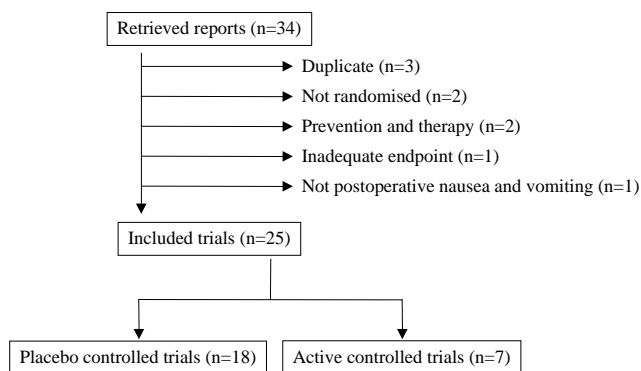 Retrieved reports (n=34)
Duplicate (n=3)
Not randomised (n=2)
Prevention and therapy (n=2)
Inadequate endpoint (n=1)
Not postoperative nausea and vomiting (n=1)
Included trials (n=25)
Placebo controlled trials (n=18)
Active controlled trials (n=7)